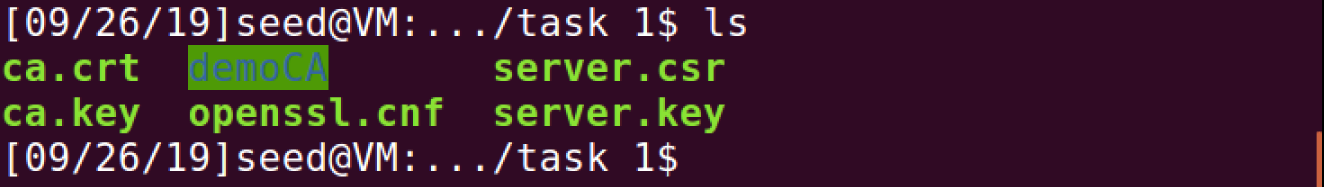 [09/26/19]seed@VM:.../task 1$ ls
ca.crt  demoCA         server.csr
ca.key  openssl.cnf  server.key
[09/26/19]seed@VM:.../task 1$